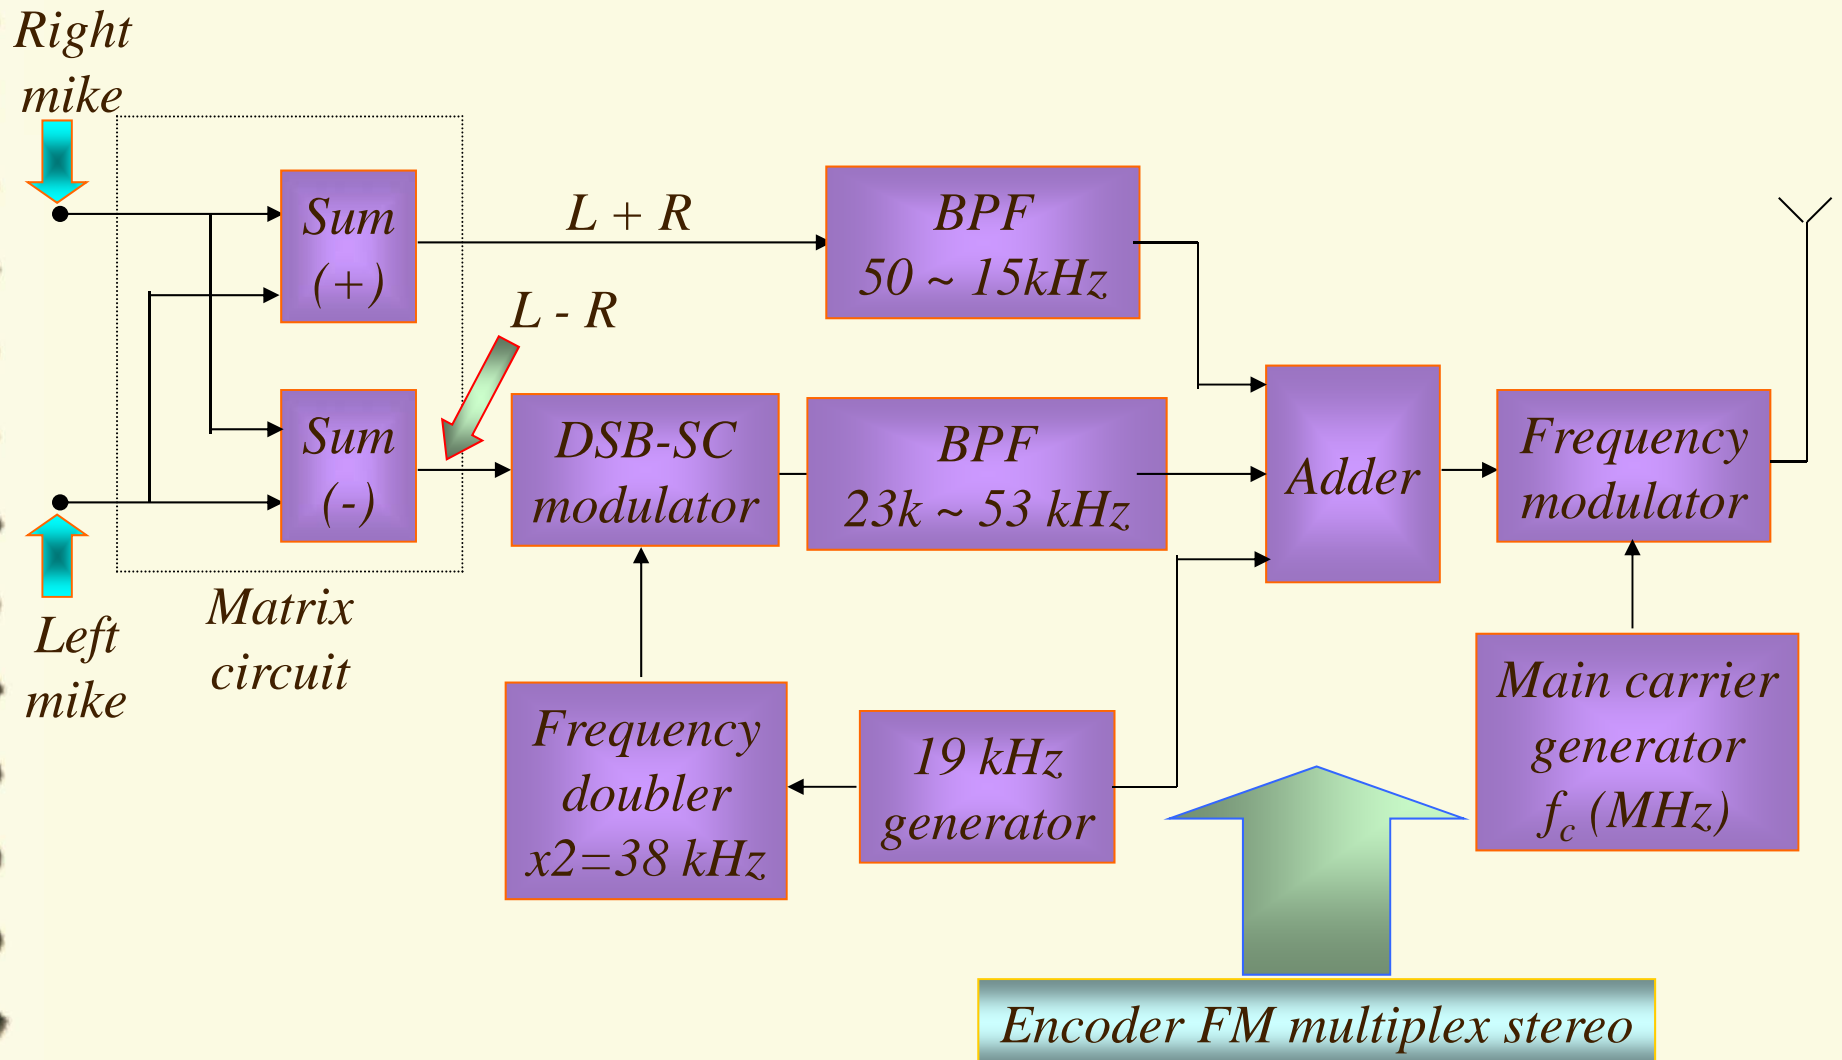 Right
mike
Sum
(+)
L + R
BPF
50 ~ 15kHz
L - R
Sum
(-)
DSB-SC
modulator
BPF
23k ~ 53 kHz
Adder
Frequency
modulator
Left
mike
Matrix
circuit
Frequency
doubler
x2=38 kHz
19 kHz
generator
Main carrier
generator
fc (MHz)
Encoder FM multiplex stereo